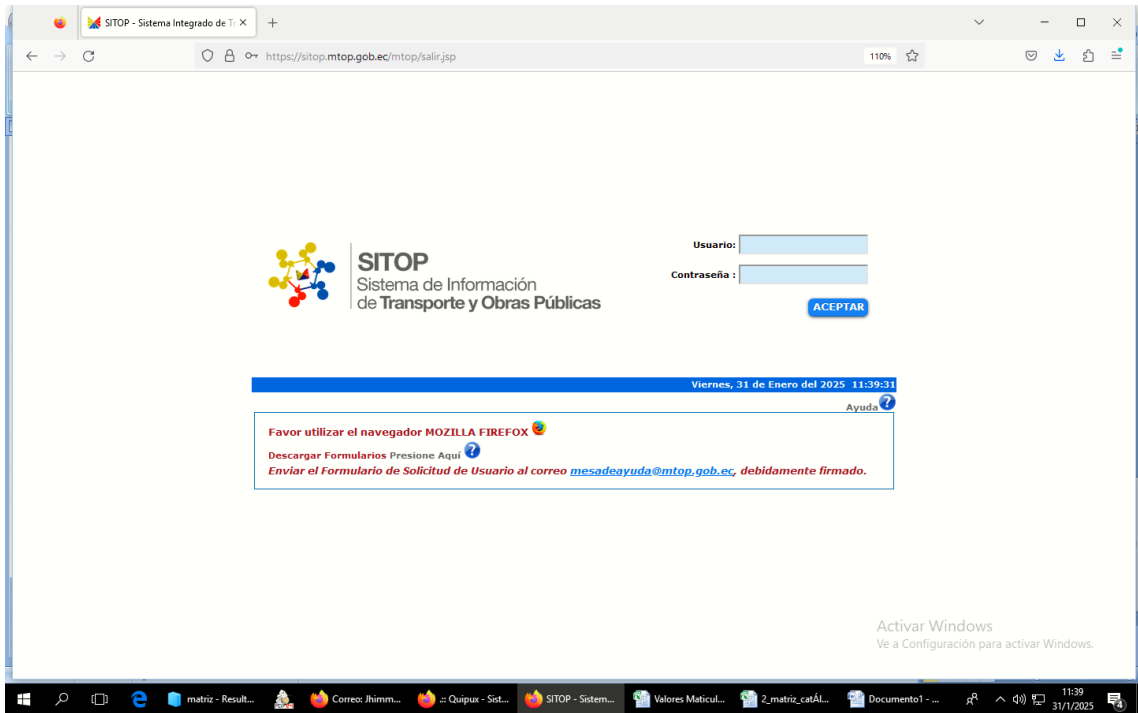 SITOP - Sistema Integrado de Tr
https://sitop.mtop.gob.ec/mtop/salir.jsp
110%
SITOP
Sistema de Información
de Transporte y Obras Públicas
Usuario:
Contraseña :
ACEPTAR
Viernes, 31 de Enero del 2025 11:39:31
Ayuda
Favor utilizar el navegador MOZILLA FIREFOX
Descargar Formularios Presione Aquí
Enviar el Formulario de Solicitud de Usuario al correo mesadeayuda@mtop.gob.ec, debidamente firmado.
Activar Windows
Ve a Configuración para activar Windows.
matriz - Result...
Correo: Jhimm...
.:: Quipux - Sist...
SITOP - Sistem...
Valores Maticul...
2_matriz_catÁl...
Documento1 - ...
11:39
31/1/2025
4